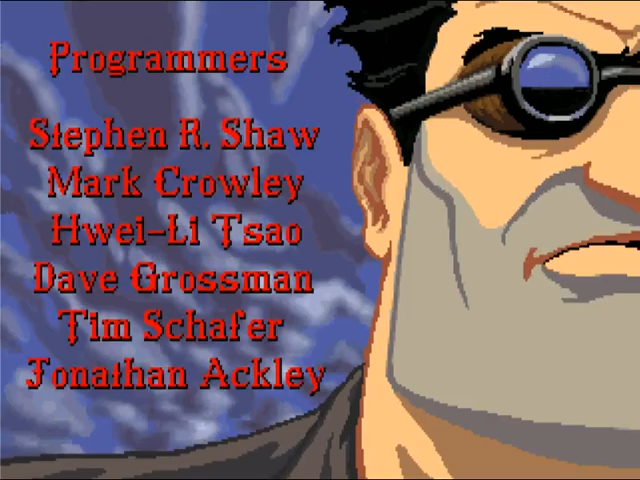 Programmers
Stephen R. Shaw
Mark Crowley
Hwei-Li Tsao
Dave Grossman
Tim Schafer
Jonathan Ackley